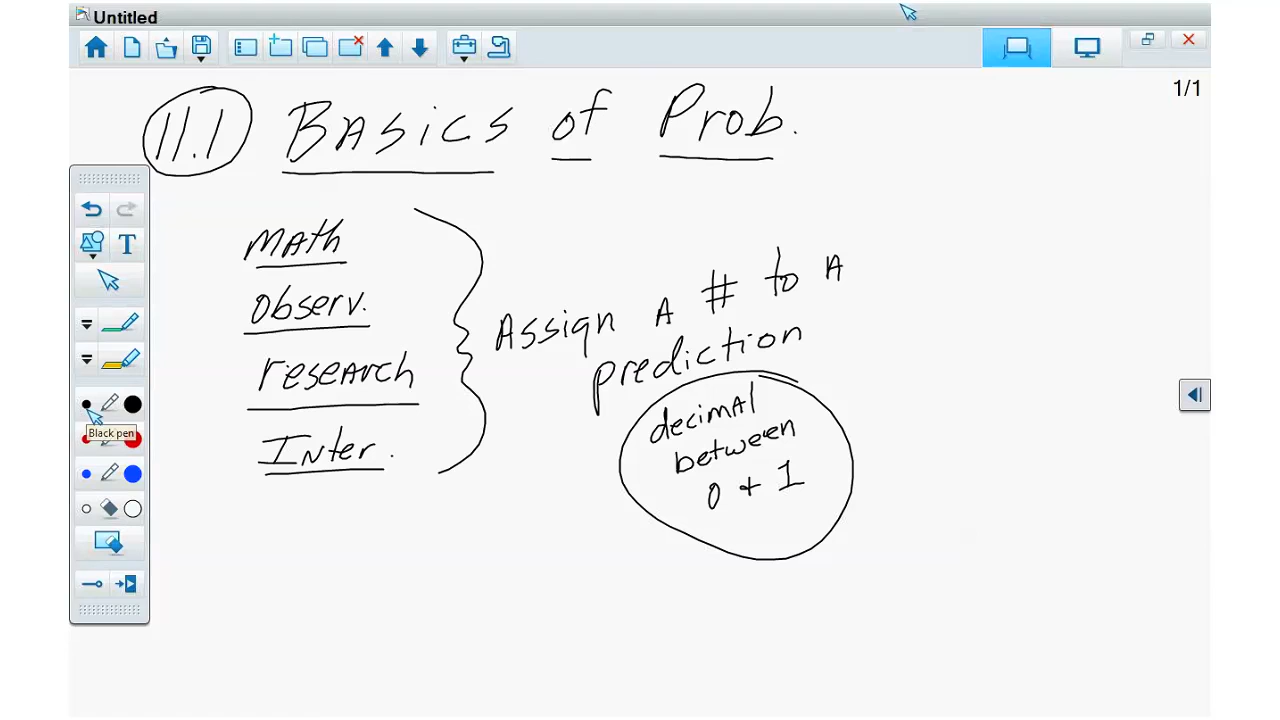 Untitled
1/1
11.1 BASICS of Prob.
MATH
observ.
reseARch
Inter.
Assign A # to A
prediction
decimAl
between
0 + 1
T
Black pen